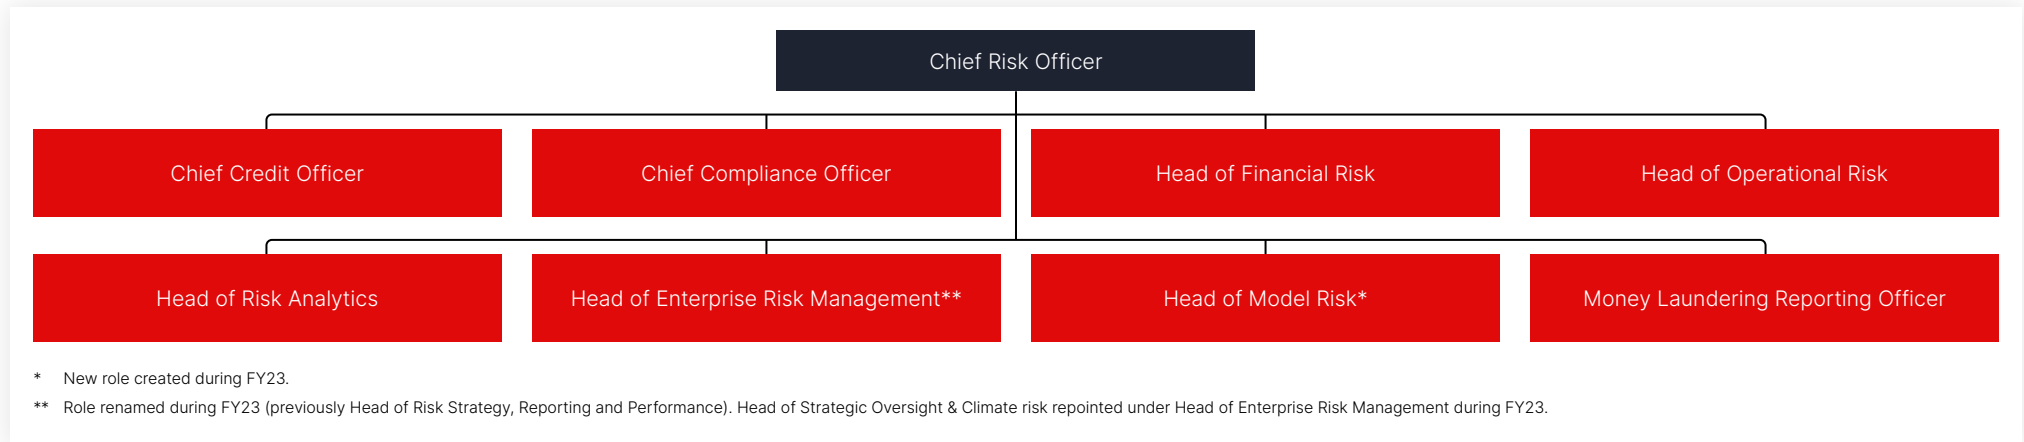 Chief Risk Officer
Chief Credit Officer
Chief Compliance Officer
Head of Financial Risk
Head of Operational Risk
Head of Risk Analytics
Head of Enterprise Risk Management**
Head of Model Risk*
Money Laundering Reporting Officer
* New role created during FY23.
** Role renamed during FY23 (previously Head of Risk Strategy, Reporting and Performance). Head of Strategic Oversight & Climate risk repointed under Head of Enterprise Risk Management during FY23.